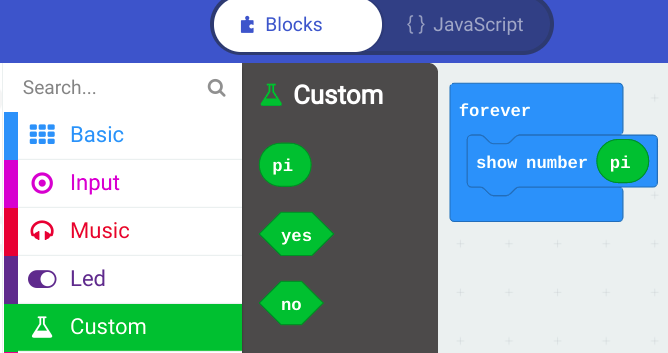 Blocks
{ } JavaScript
Search...
Basic
Input
Music
Led
Custom
Custom
pi
yes
no
forever
show number pi